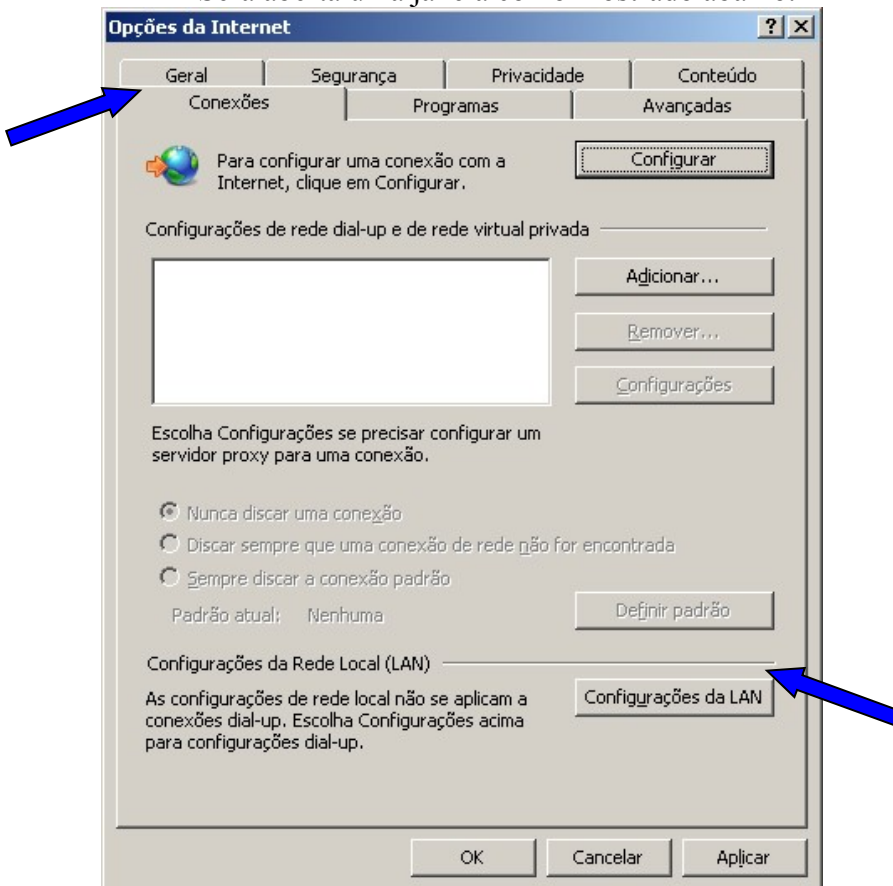 Opções da Internet
Geral Segurança Privacidade Conteúdo
Conexões Programas Avançadas
Para configurar uma conexão com a
Internet, clique em Configurar.
Configurar
Configurações de rede dial-up e de rede virtual privada
Adicionar...
Remover...
Configurações
Escolha Configurações se precisar configurar um
servidor proxy para uma conexão.
Nunca discar uma conexão
Discar sempre que uma conexão de rede não for encontrada
Sempre discar a conexão padrão
Padrão atual: Nenhuma
Definir padrão
Configurações da Rede Local (LAN)
As configurações de rede local não se aplicam a
conexões dial-up. Escolha Configurações acima
para configurações dial-up.
Configurações da LAN
OK Cancelar Aplicar